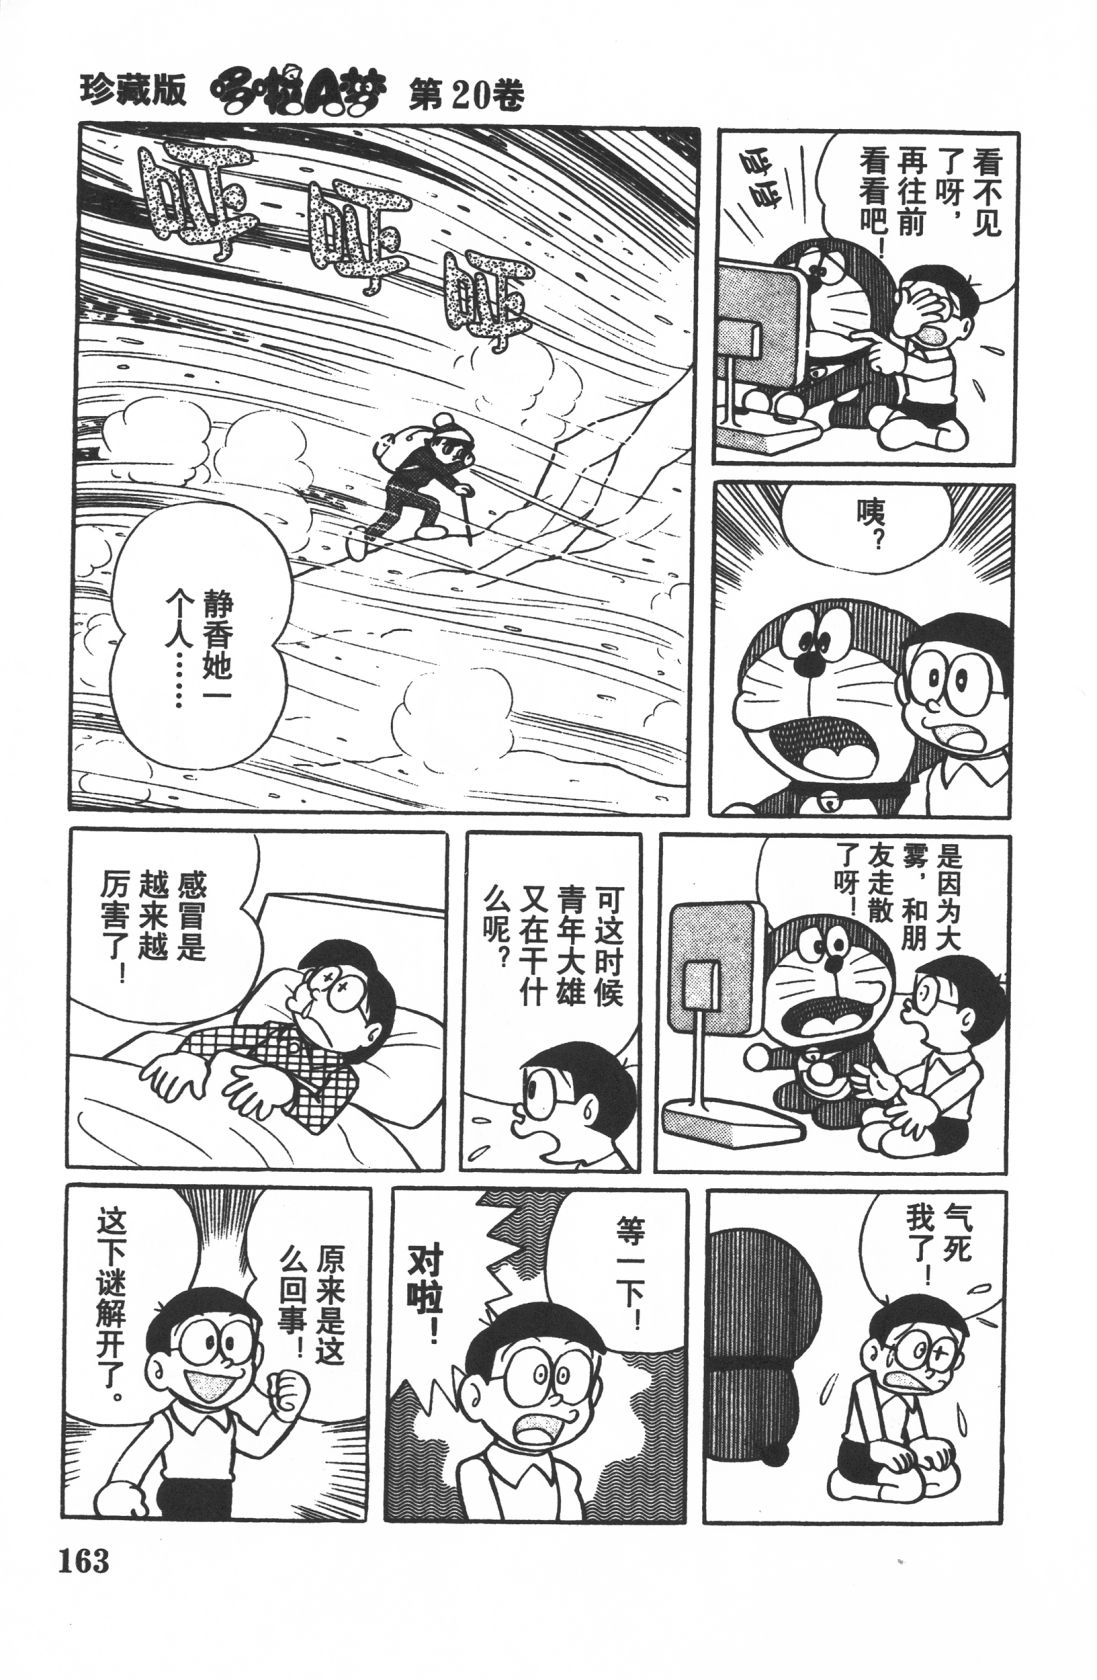 珍藏版 哆啦A梦 第20卷
看不见
了呀，
再往前
看看吧！
咦？
呼
呼
呼
静香她一
个人……
是因为大
雾，和朋
友走散
了呀！
可这时候
青年大雄
又在干什
么呢？
感冒是
越来越
厉害了！
气死
我了！
等一下！
对啦！
原来是这
么回事！
这下谜解开了。
163